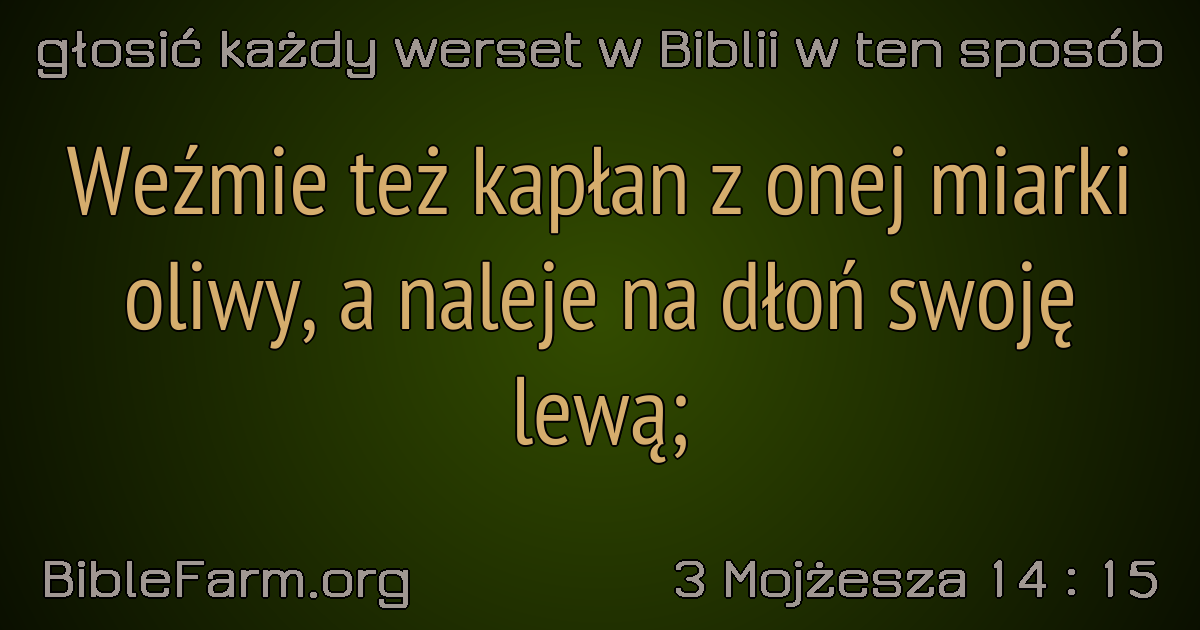 głosić każdy werset w Biblii w ten sposób
Weźmie też kapłan z onej miarki
oliwy, a naleje na dłoń swoję
lewą;
BibleFarm.org
3 Mojżesza 14 : 15